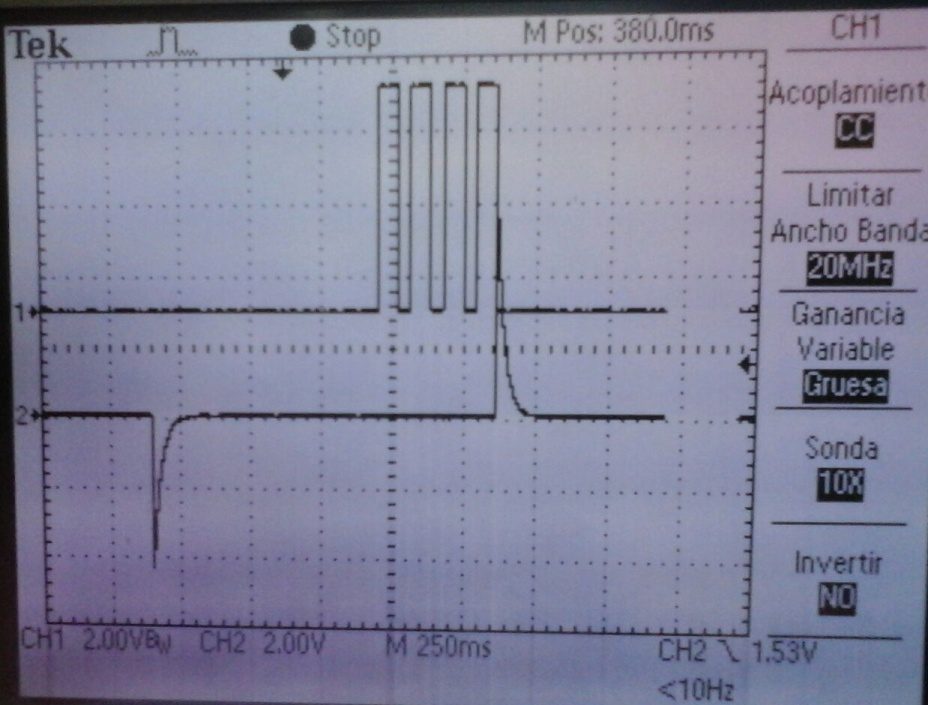 Tek Stop M Pos: 380.0ms CH1
Acoplamient
CC
Limitar
Ancho Banda
20MHz
Ganancia
Variable
Gruesa
Sonda
10X
Invertir
NO
1
2
CH1 2.00VBW CH2 2.00V M 250ms CH2 1.53V
<10Hz